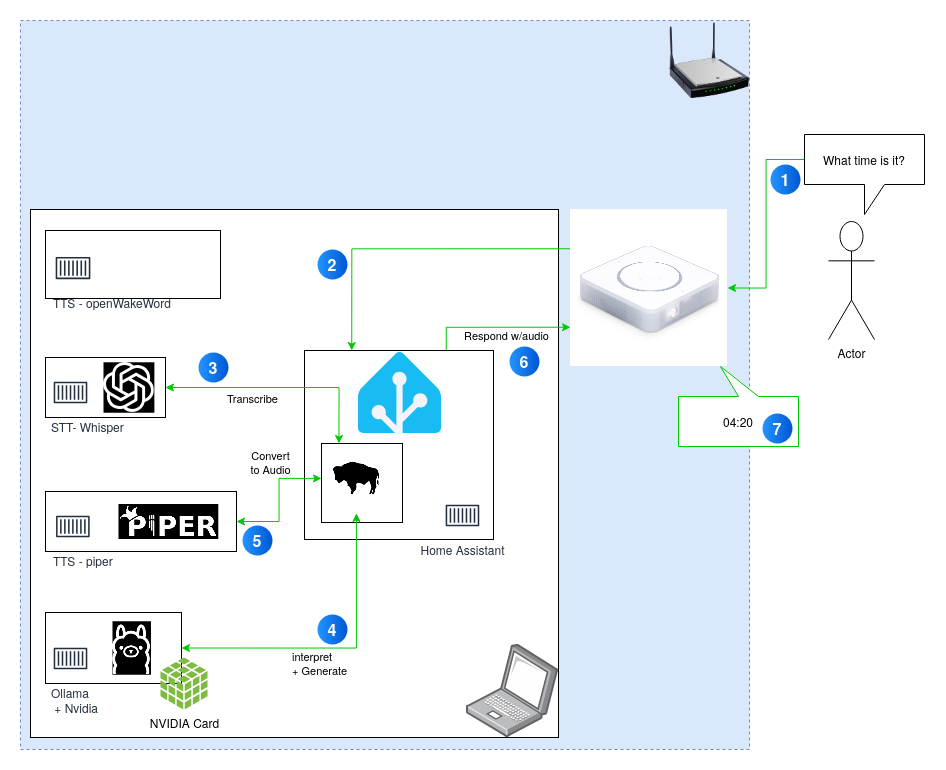 What time is it?
1
2
Respond w/audio
6
TTS - openWakeWord
3
Transcribe
STT- Whisper
04:20
7
Convert
to Audio
PiPER
5
TTS - piper
Home Assistant
4
interpret
+ Generate
Actor
Ollama
+ Nvidia
NVIDIA Card